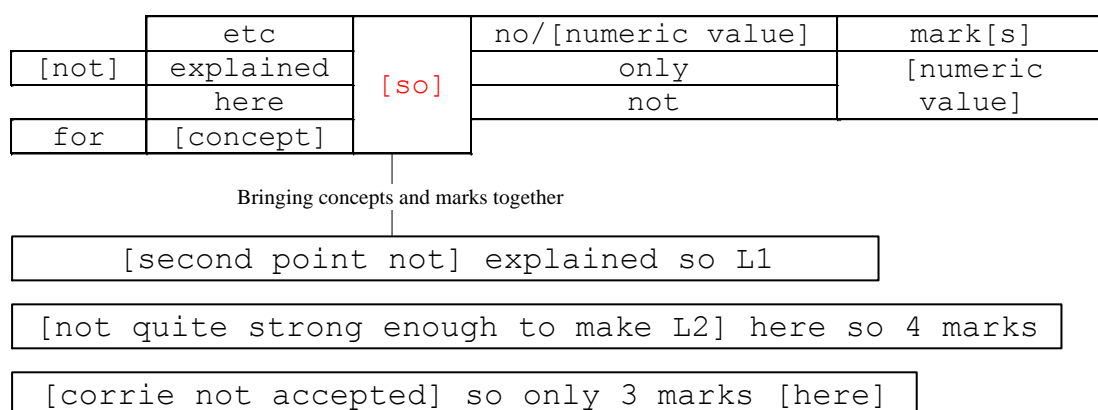 etc no/[numeric value] mark[s]
[not] explained [so] only [numeric value]
here not
for [concept]
Bringing concepts and marks together
[second point not] explained so L1
[not quite strong enough to make L2] here so 4 marks
[corrie not accepted] so only 3 marks [here]